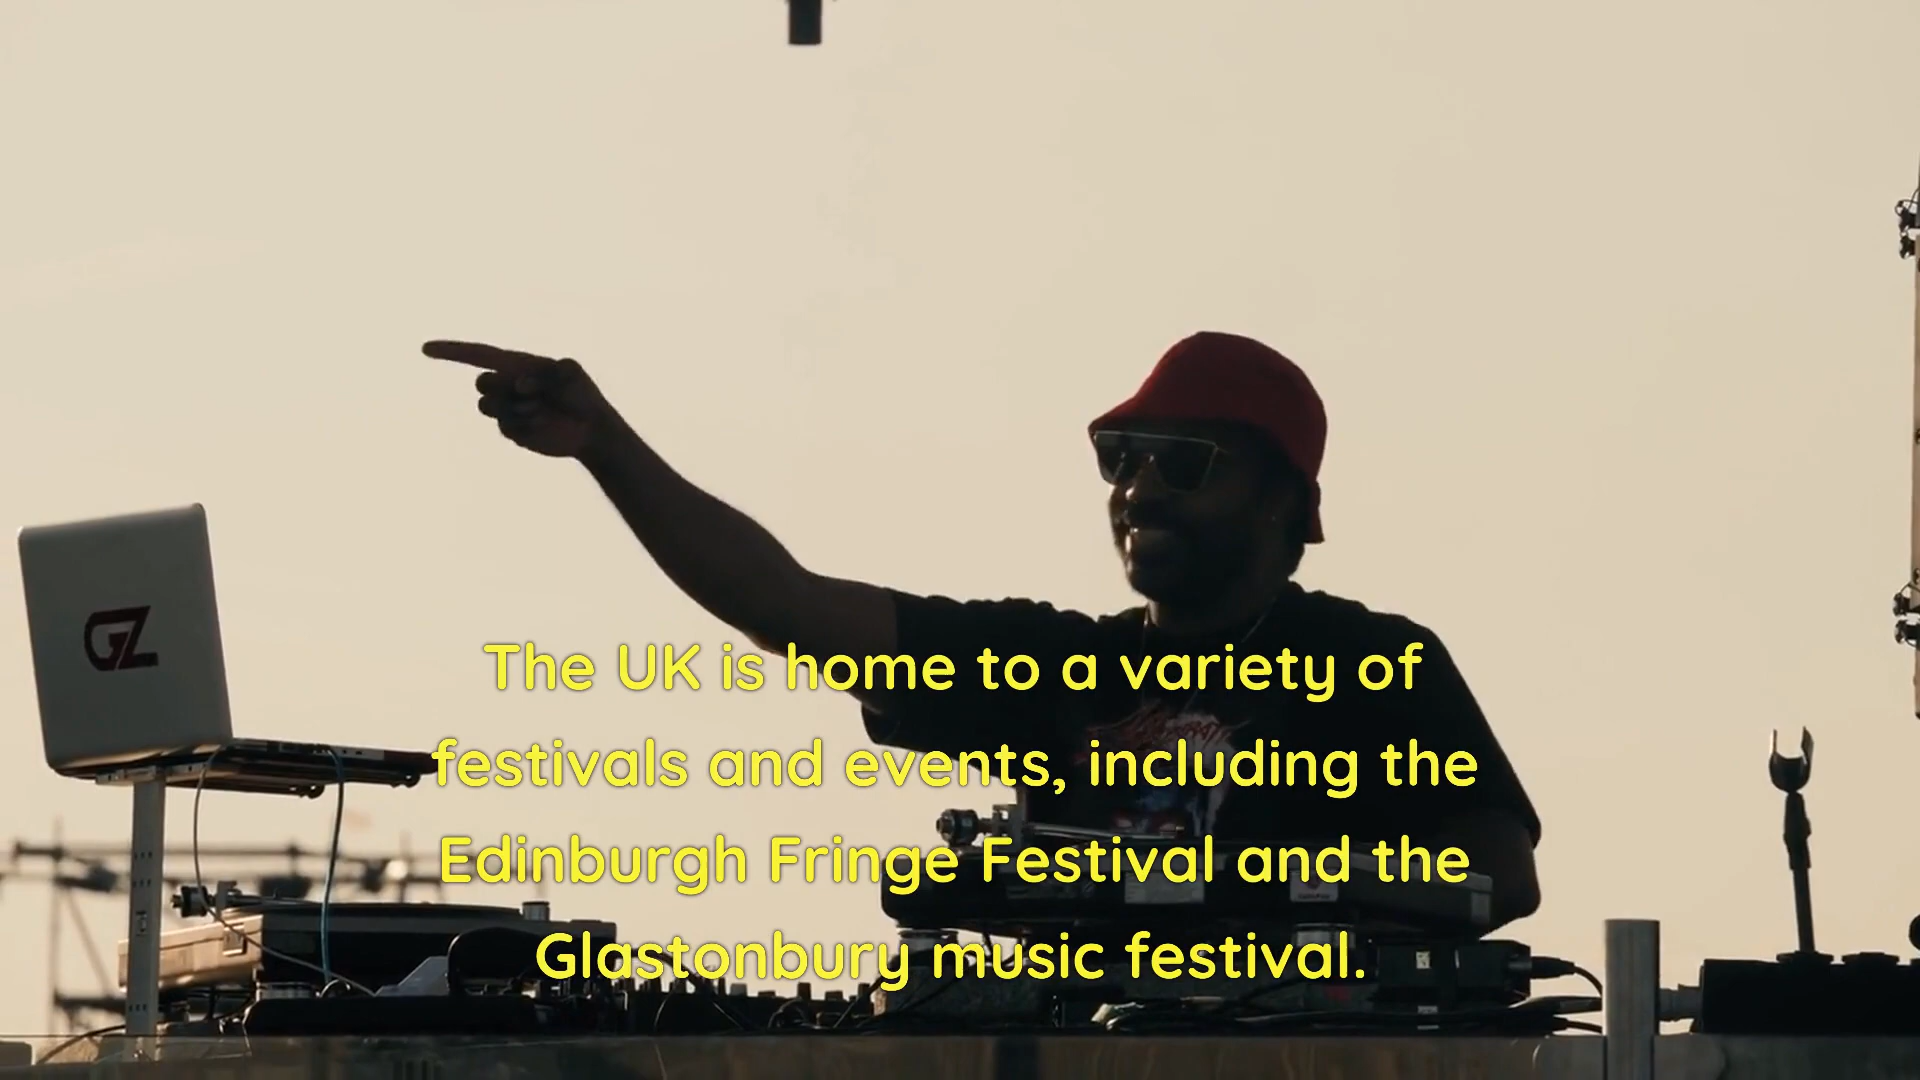 GZ
The UK is home to a variety of
festivals and events, including the
Edinburgh Fringe Festival and the
Glastonbury music festival.